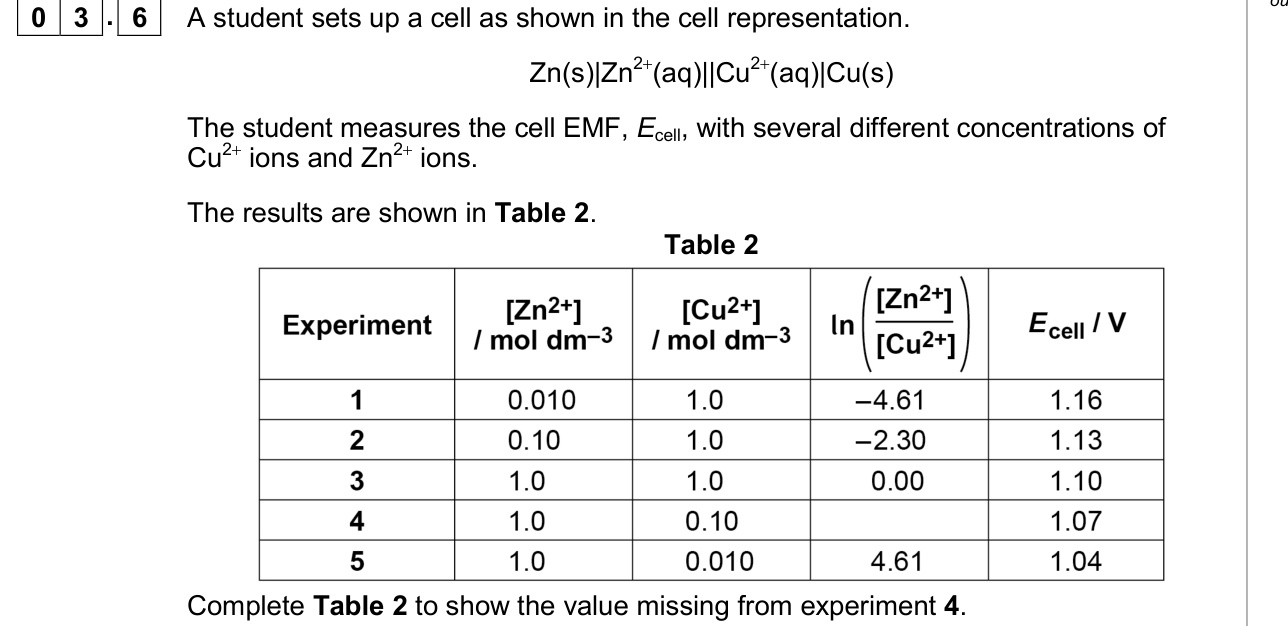 0 3 . 6 A student sets up a cell as shown in the cell representation.
Zn(s)|Zn²⁺(aq)||Cu²⁺(aq)|Cu(s)
The student measures the cell EMF, E_cell, with several different concentrations of
Cu²⁺ ions and Zn²⁺ ions.
The results are shown in Table 2.
Table 2
Experiment [Zn2+] / mol dm−3 [Cu2+] / mol dm−3 ln([Zn2+]/[Cu2+]) E cell / V
1 0.010 1.0 −4.61 1.16
2 0.10 1.0 −2.30 1.13
3 1.0 1.0 0.00 1.10
4 1.0 0.10 1.07
5 1.0 0.010 4.61 1.04
Complete Table 2 to show the value missing from experiment 4.